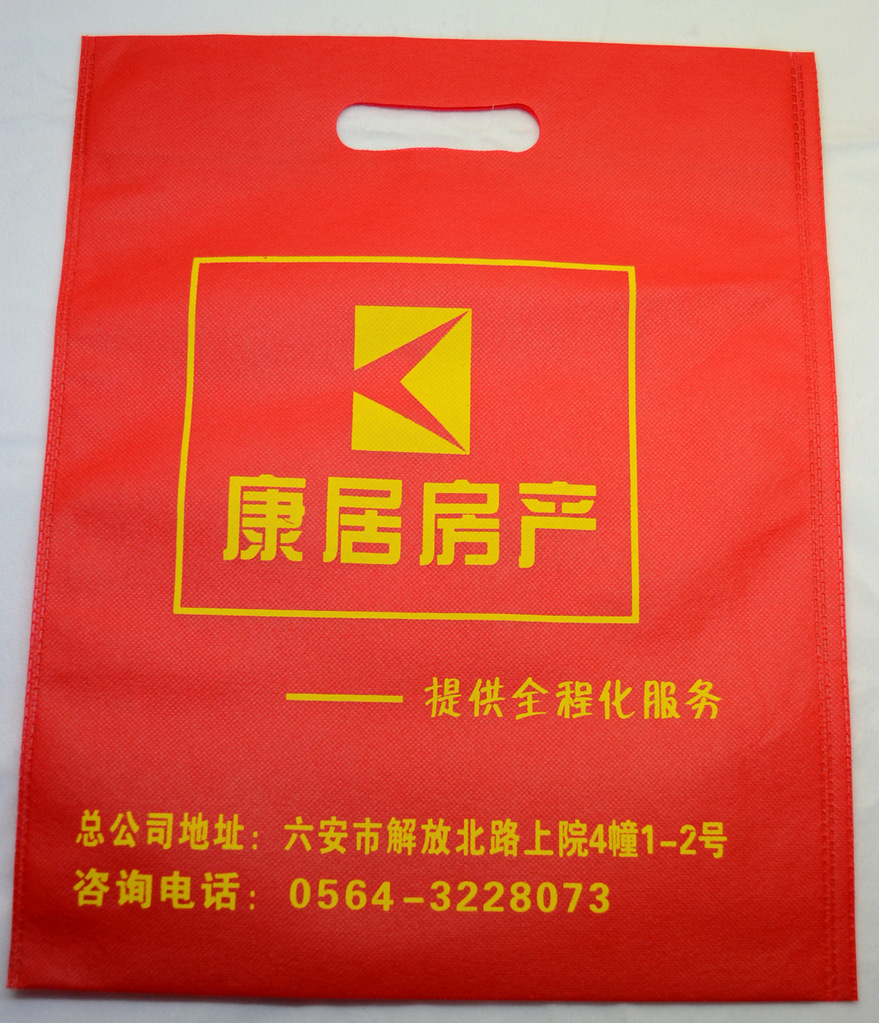 康居房产
——提供全程化服务
总公司地址：六安市解放北路上院4幢1-2号
咨询电话：0564-3228073